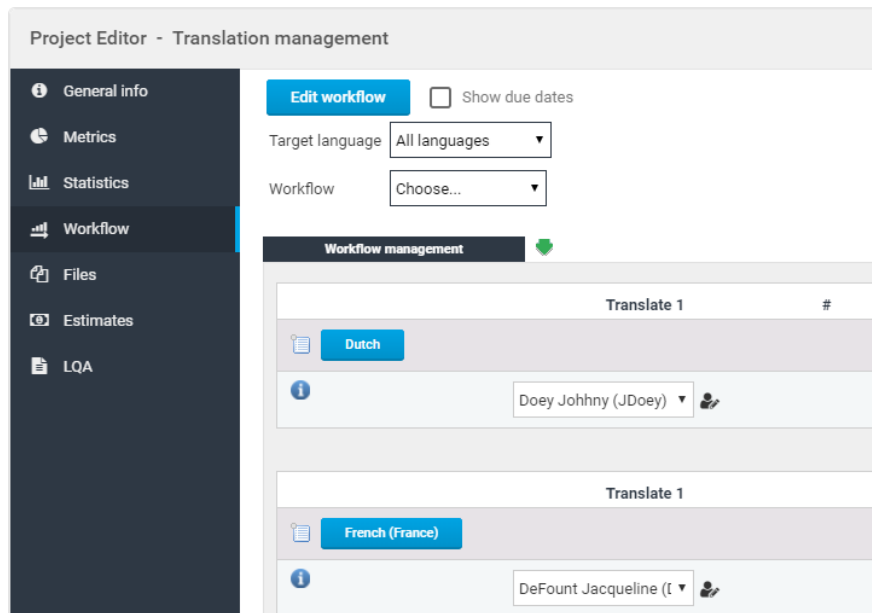 Project Editor - Translation management
General info
Metrics
Statistics
Workflow
Files
Estimates
LQA
Edit workflow Show due dates
Target language All languages
Workflow Choose...
Workflow management
Translate 1 #
Dutch
Doey Johhny (JDoey)
Translate 1
French (France)
DeFount Jacqueline (